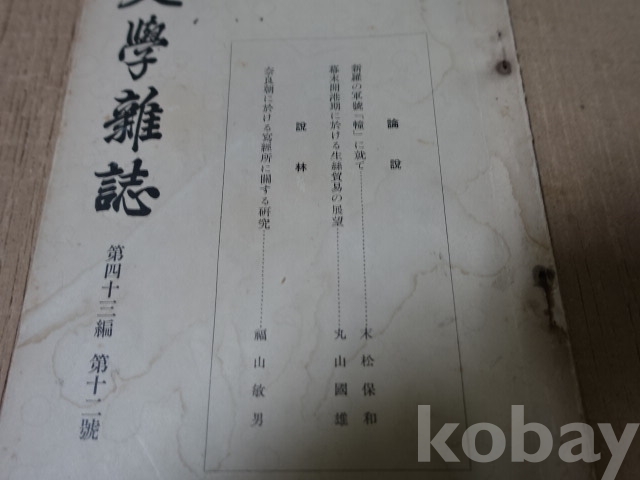 論說
新羅の軍號「幢」に就て 末松保和
幕末開港期に於ける生絲貿易の展望 丸山國雄
說林
奈良朝に於ける寫經所に關する硏究 福山敏男
史學雜誌
第四十三編 第十二號
kobay